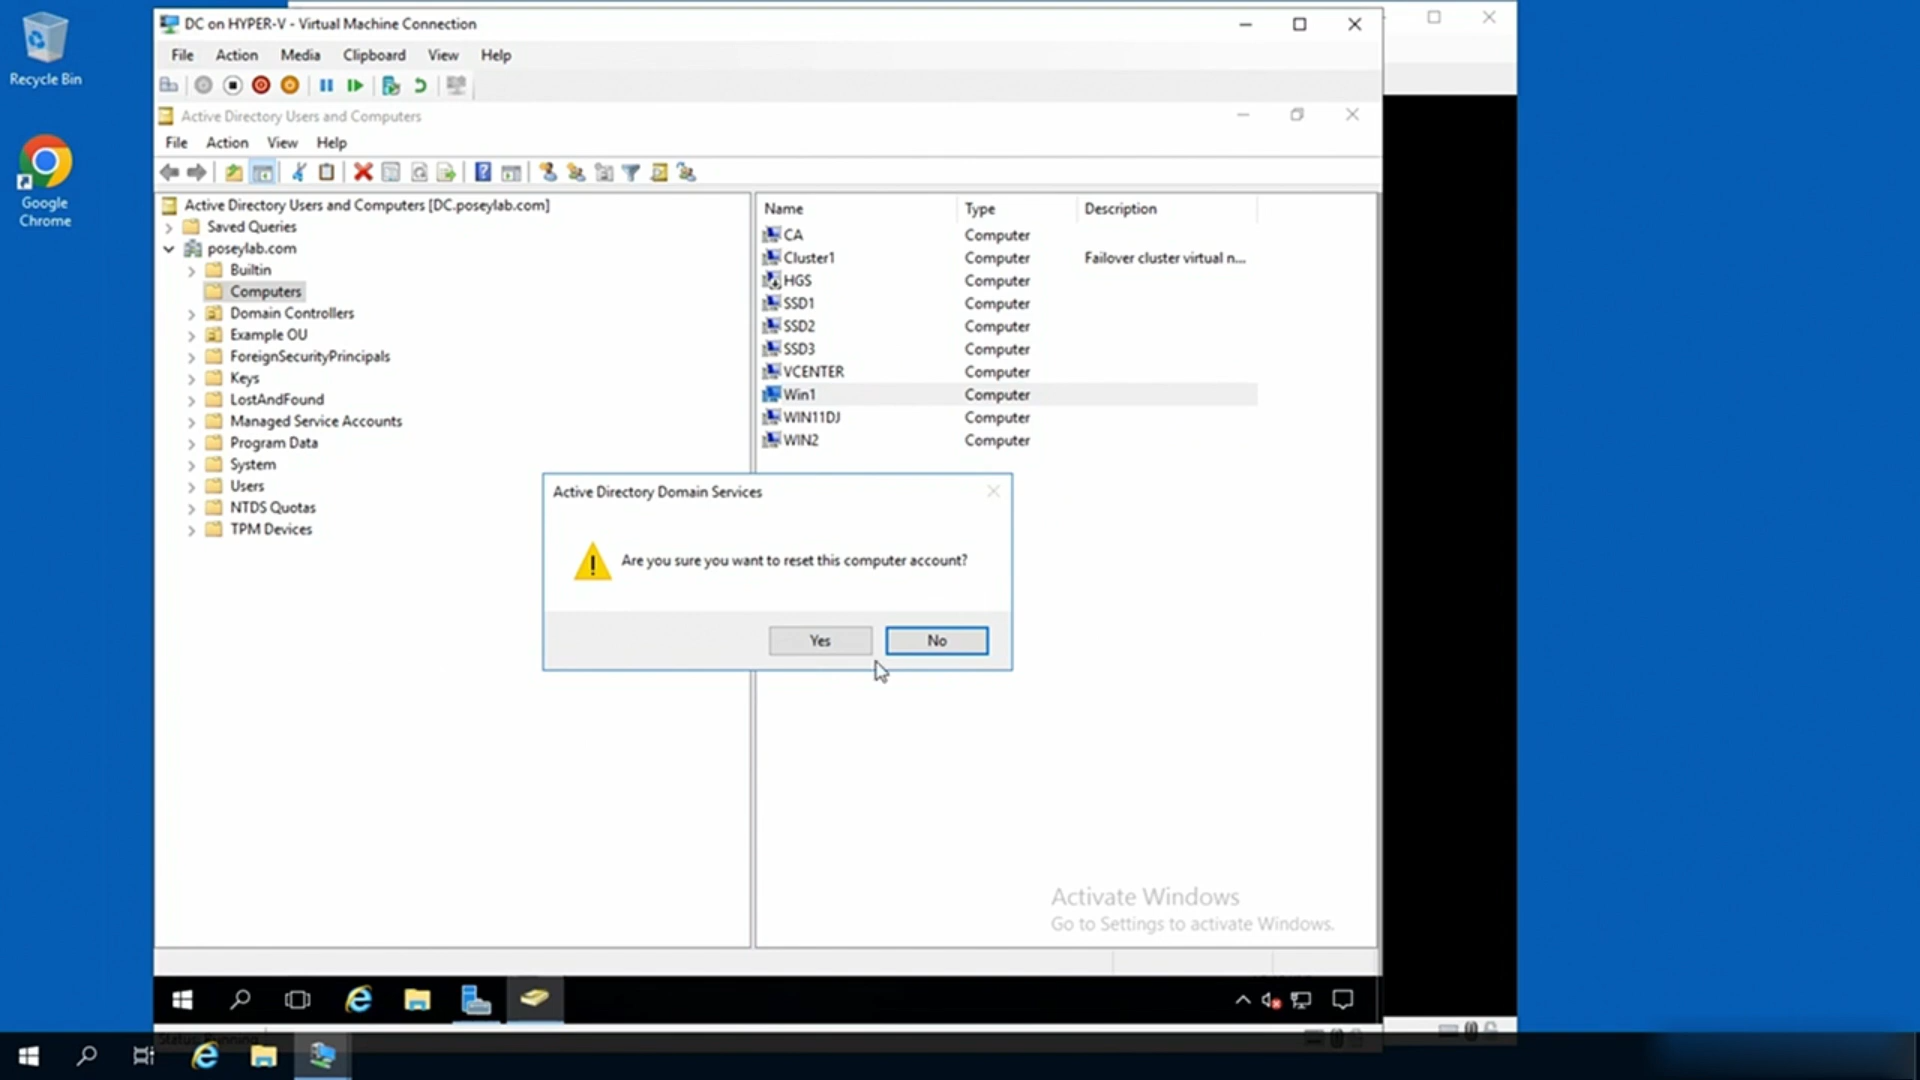 Recycle Bin
Google
Chrome
DC on HYPER-V - Virtual Machine Connection
File Action Media Clipboard View Help
Active Directory Users and Computers
File Action View Help
Active Directory Users and Computers [DC.poseylab.com]
Saved Queries
poseylab.com
Builtin
Computers
Domain Controllers
Example OU
ForeignSecurityPrincipals
Keys
LostAndFound
Managed Service Accounts
Program Data
System
Users
NTDS Quotas
TPM Devices
Name Type Description
CA Computer
Cluster1 Computer Failover cluster virtual n...
HGS Computer
SSD1 Computer
SSD2 Computer
SSD3 Computer
VCENTER Computer
Win1 Computer
WIN11DJ Computer
WIN2 Computer
Active Directory Domain Services
Are you sure you want to reset this computer account?
Yes No
Activate Windows
Go to Settings to activate Windows.
Status: Running